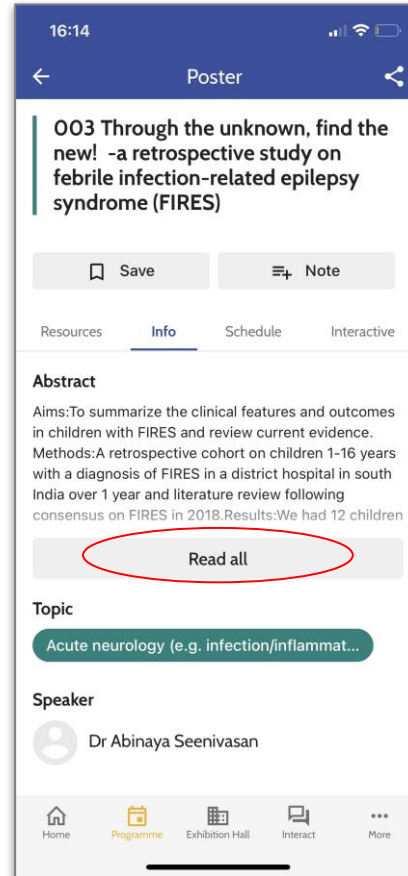 16:14
Poster
003 Through the unknown, find the
new! -a retrospective study on
febrile infection-related epilepsy
syndrome (FIRES)
Save
Note
Resources Info Schedule Interactive
Abstract
Aims:To summarize the clinical features and outcomes
in children with FIRES and review current evidence.
Methods:A retrospective cohort on children 1-16 years
with a diagnosis of FIRES in a district hospital in south
India over 1 year and literature review following
consensus on FIRES in 2018.Results:We had 12 children
Read all
Topic
Acute neurology (e.g. infection/inflammat...
Speaker
Dr Abinaya Seenivasan
Home Programme Exhibition Hall Interact More